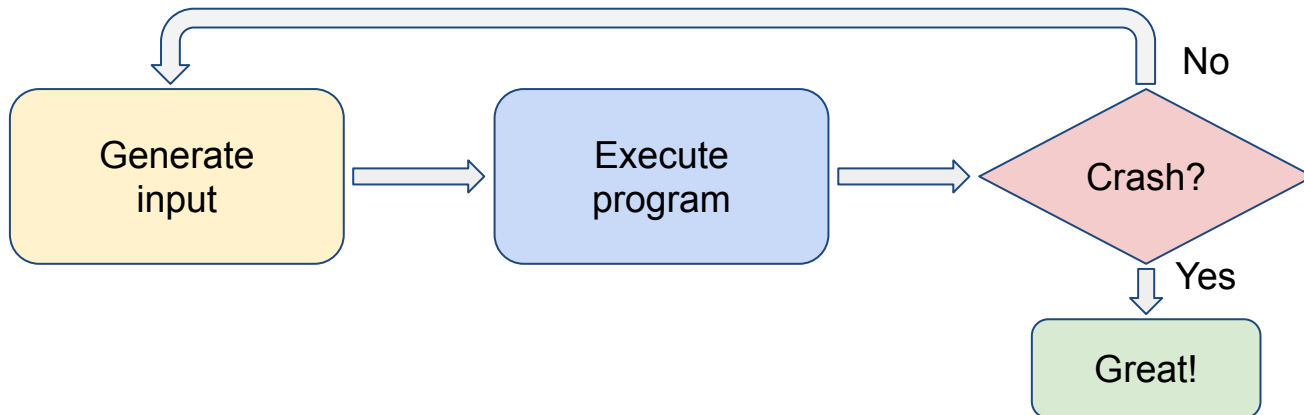 No
Generate
input
Execute
program
Crash?
Yes
Great!